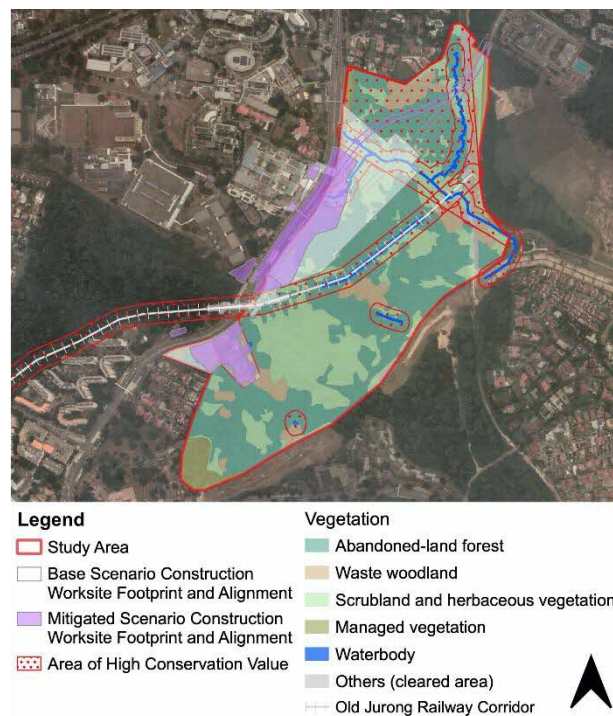 Legend
Study Area
Base Scenario Construction
Worksite Footprint and Alignment
Mitigated Scenario Construction
Worksite Footprint and Alignment
Area of High Conservation Value
Vegetation
Abandoned-land forest
Waste woodland
Scrubland and herbaceous vegetation
Managed vegetation
Waterbody
Others (cleared area)
Old Jurong Railway Corridor